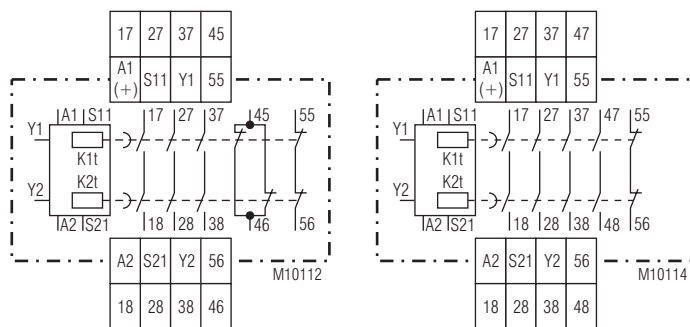 17 27 37 45
A1 (+) S11 Y1 55
A1 S11 17 27 37 45 55
Y1
K1t
K2t
Y2
A2 S21 18 28 38 46 56
A2 S21 Y2 56
M10112
18 28 38 46
17 27 37 47
A1 (+) S11 Y1 55
A1 S11 17 27 37 47 55
Y1
K1t
K2t
Y2
A2 S21 18 28 38 48 56
A2 S21 Y2 56
M10114
18 28 38 48